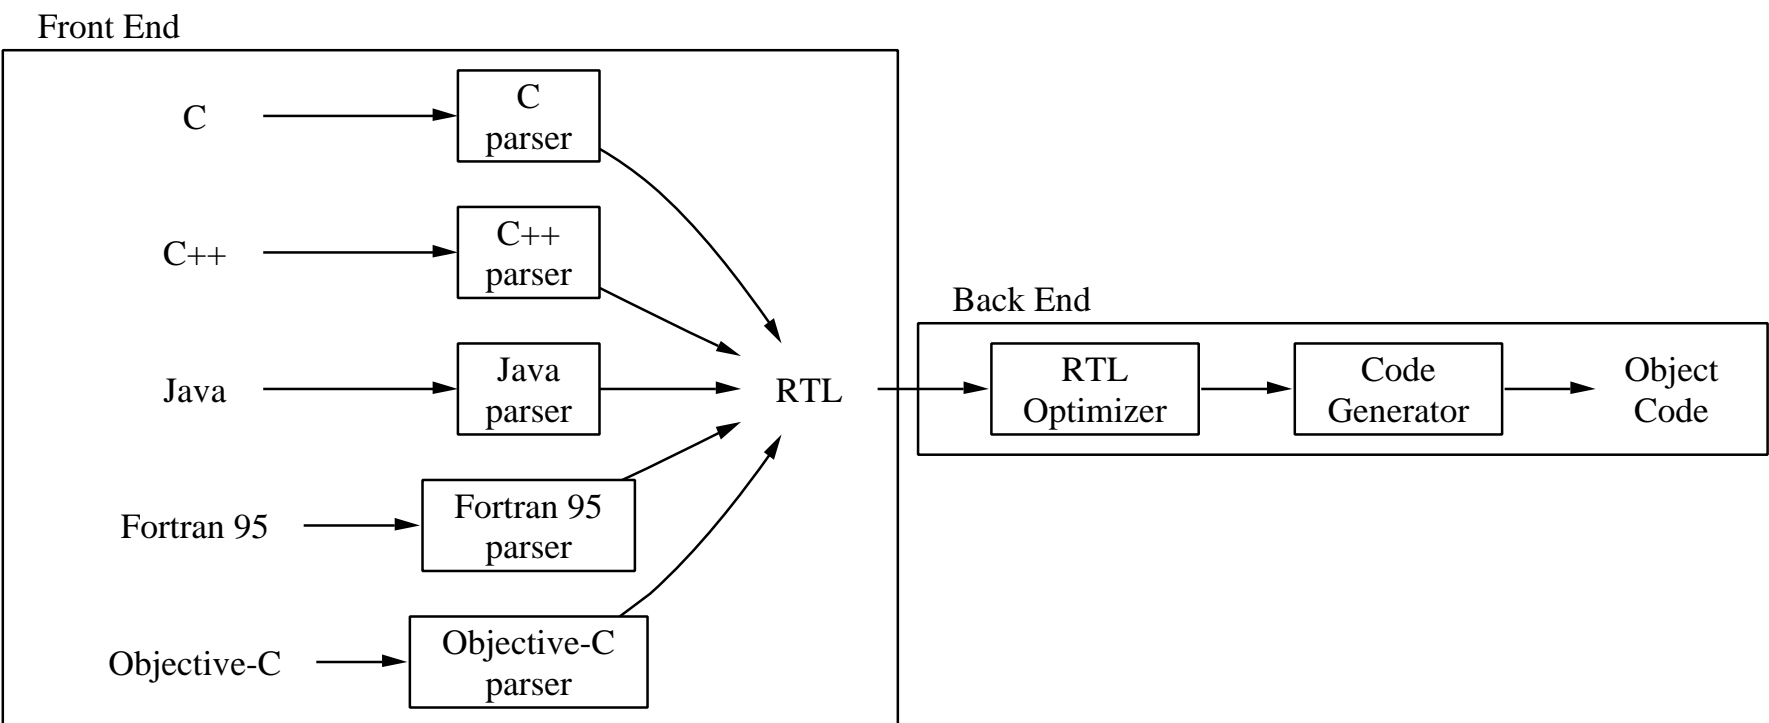 Front End
C
C
parser
C++
C++
parser
Java
Java
parser
Fortran 95
Fortran 95
parser
Objective-C
Objective-C
parser
RTL
Back End
RTL
Optimizer
Code
Generator
Object
Code